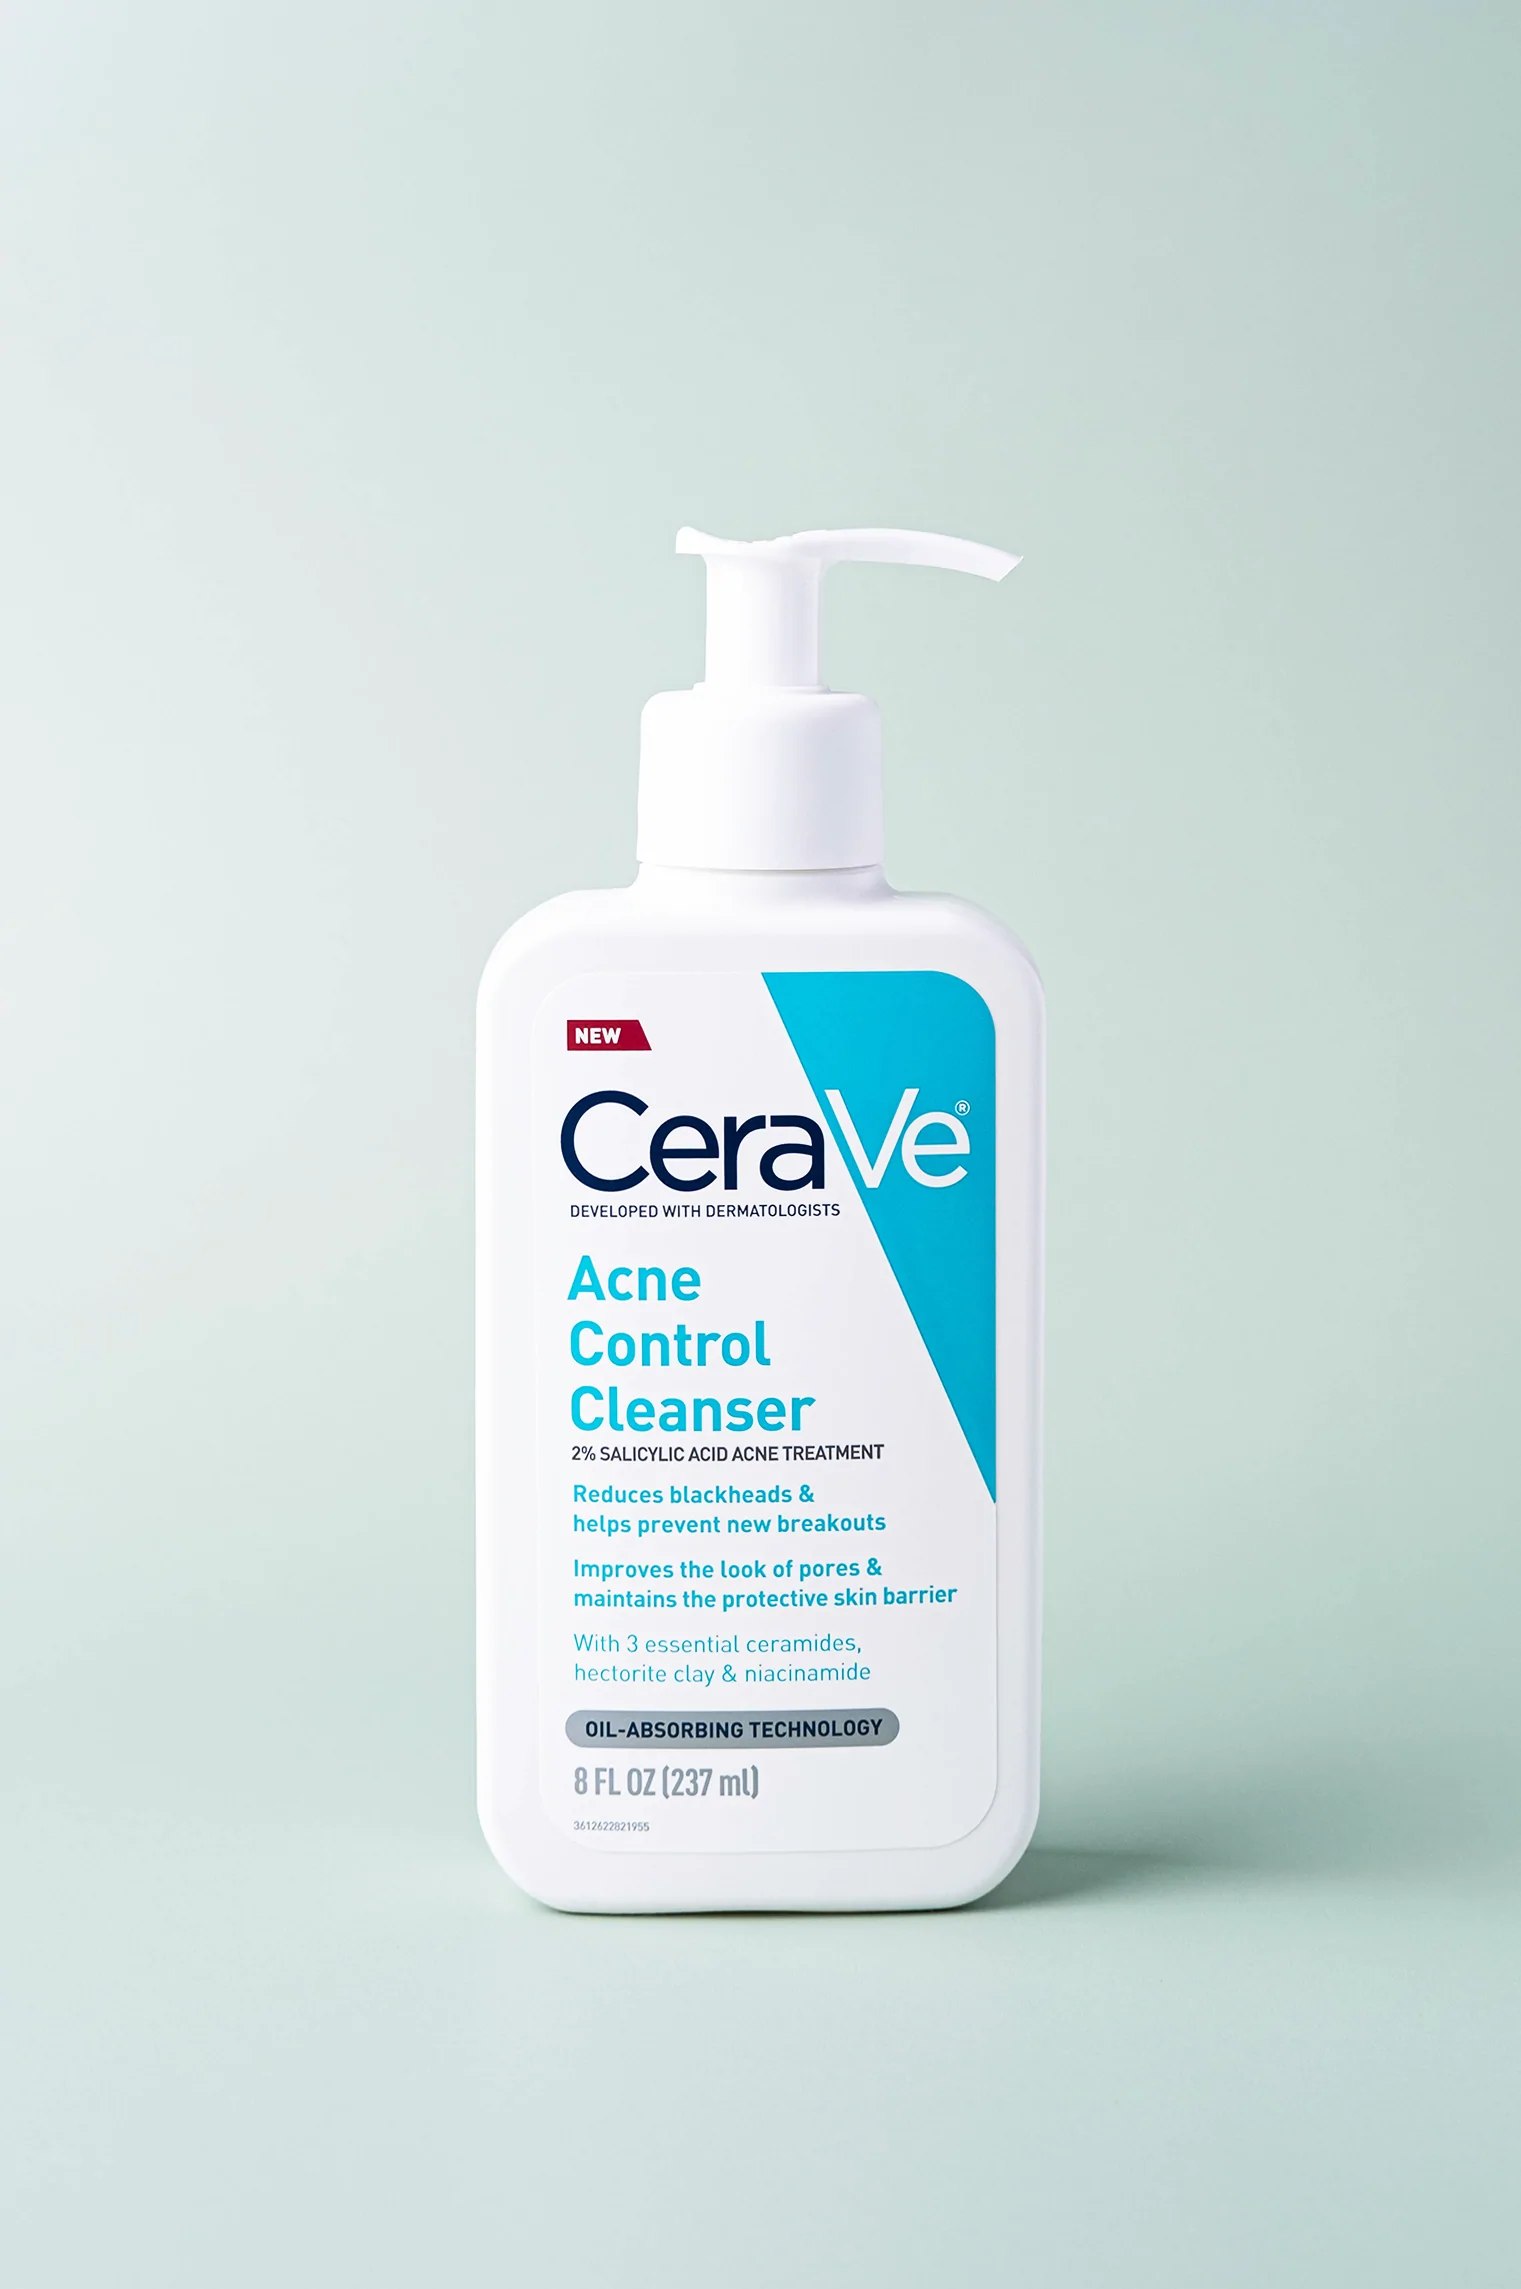 NEW
CeraVe®
DEVELOPED WITH DERMATOLOGISTS
Acne
Control
Cleanser
2% SALICYLIC ACID ACNE TREATMENT
Reduces blackheads &
helps prevent new breakouts
Improves the look of pores &
maintains the protective skin barrier
With 3 essential ceramides,
hectorite clay & niacinamide
OIL-ABSORBING TECHNOLOGY
8 FL OZ (237 ml)
3612622821955